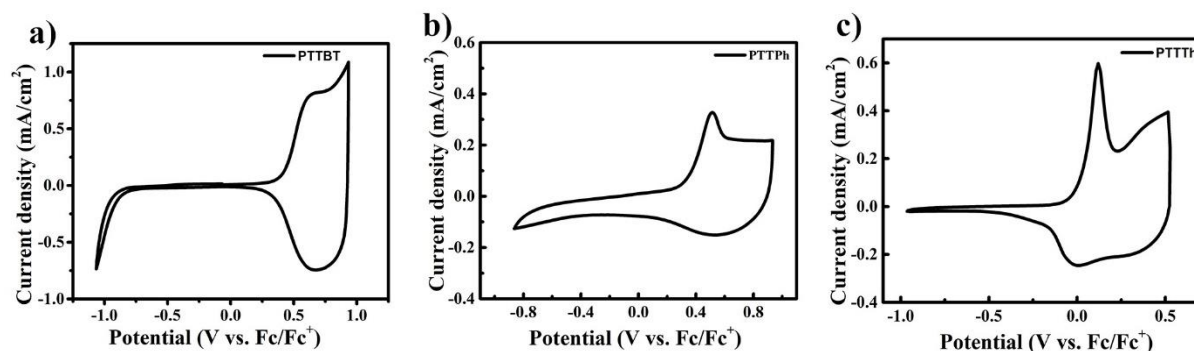 a)
PTTBT
Current density (mA/cm²)
1.0
0.5
0.0
-0.5
-1.0
-1.0 -0.5 0.0 0.5 1.0
Potential (V vs. Fc/Fc⁺)
b)
PTTPh
Current density (mA/cm²)
0.6
0.4
0.2
0.0
-0.2
-0.4
-0.8 -0.4 0.0 0.4 0.8
Potential (V vs. Fc/Fc⁺)
c)
PTTTh
Current density (mA/cm²)
0.6
0.4
0.2
0.0
-0.2
-0.4
-1.0 -0.5 0.0 0.5
Potential (V vs. Fc/Fc⁺)